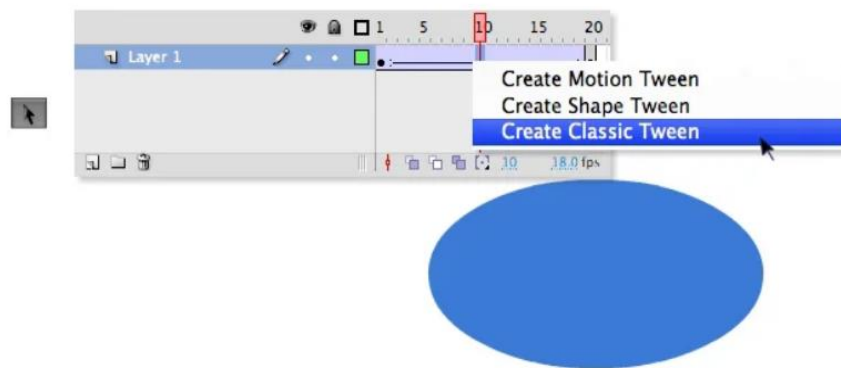 1 5 10 15 20
Layer 1
Create Motion Tween
Create Shape Tween
Create Classic Tween
10 18.0 fps